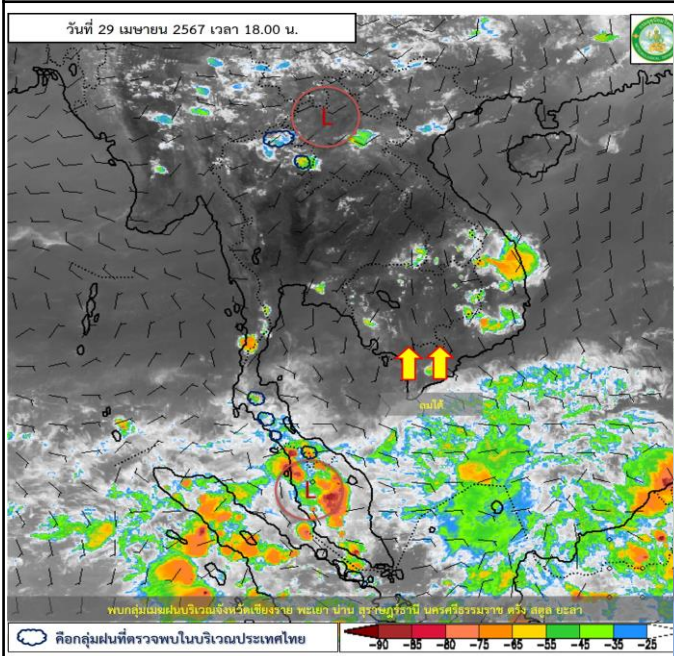 วันที่ 29 เมษายน 2567 เวลา 18.00 น.
L
ลมใต้
L
พบกลุ่มเมฆฝนบริเวณจังหวัดเชียงราย พะเยา น่าน สุราษฎร์ธานี นครศรีธรรมราช ตรัง สตูล ยะลา
คือกลุ่มฝนที่ตรวจพบในบริเวณประเทศไทย
-90 -85 -80 -75 -65 -55 -45 -35 -25